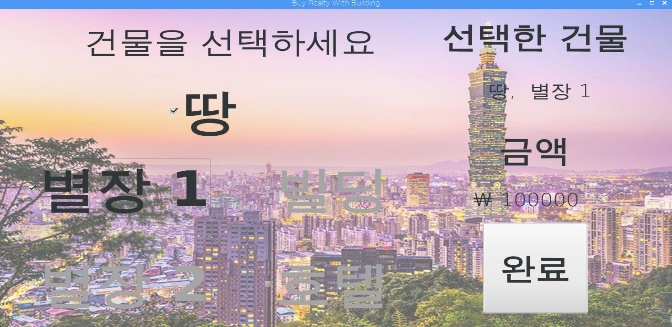 Buy Realty With Building
건물을 선택하세요
땅
별장 1
빌딩
별장 2
호텔
선택한 건물
땅, 별장 1
금액
₩ 100000
완료